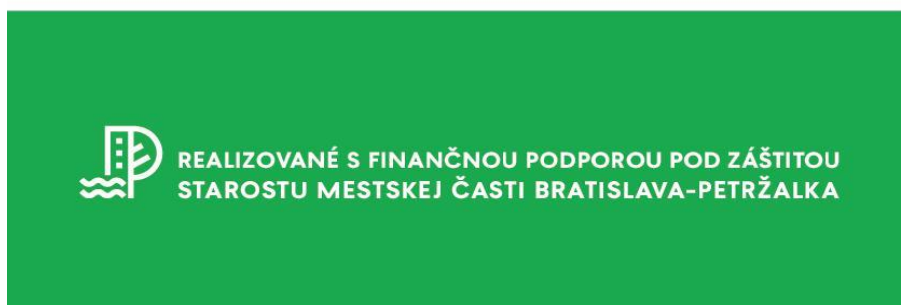 REALIZOVANÉ S FINANČNOU PODPOROU POD ZÁŠTITOU
STAROSTU MESTSKEJ ČASTI BRATISLAVA-PETRŽALKA